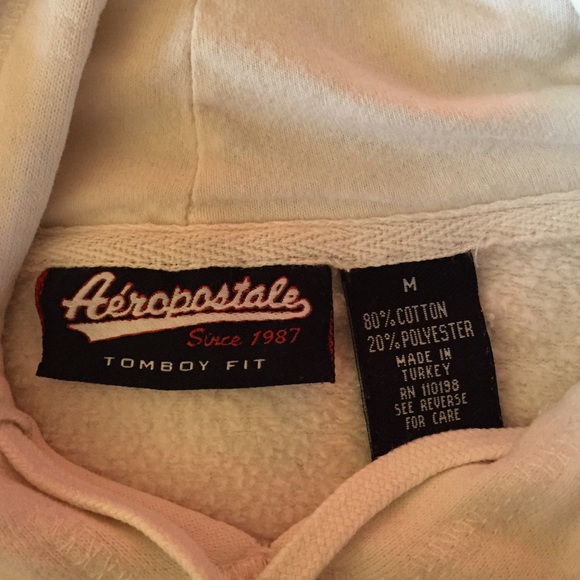 Aéropostale
Since 1987
TOMBOY FIT
M
80% COTTON
20% POLYESTER
MADE IN
TURKEY
RN 110198
SEE REVERSE
FOR CARE